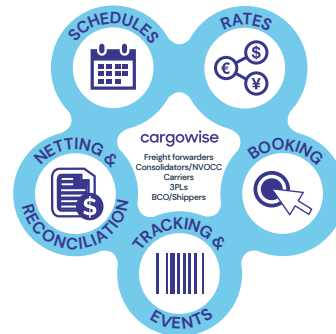 SCHEDULES
RATES
€
$
¥
cargowise
Freight forwarders
Consolidators/NVOCC
Carriers
3PLs
BCO/Shippers
NETTING &
RECONCILIATION
$
BOOKING
TRACKING &
EVENTS